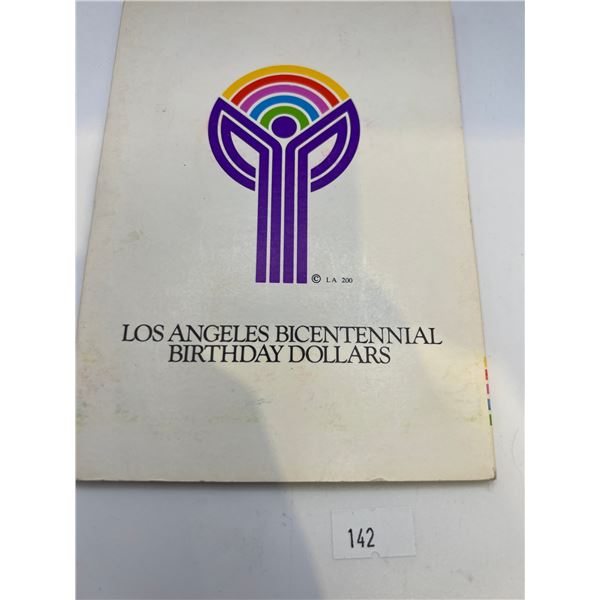 © LA 200
LOS ANGELES BICENTENNIAL
BIRTHDAY DOLLARS
142